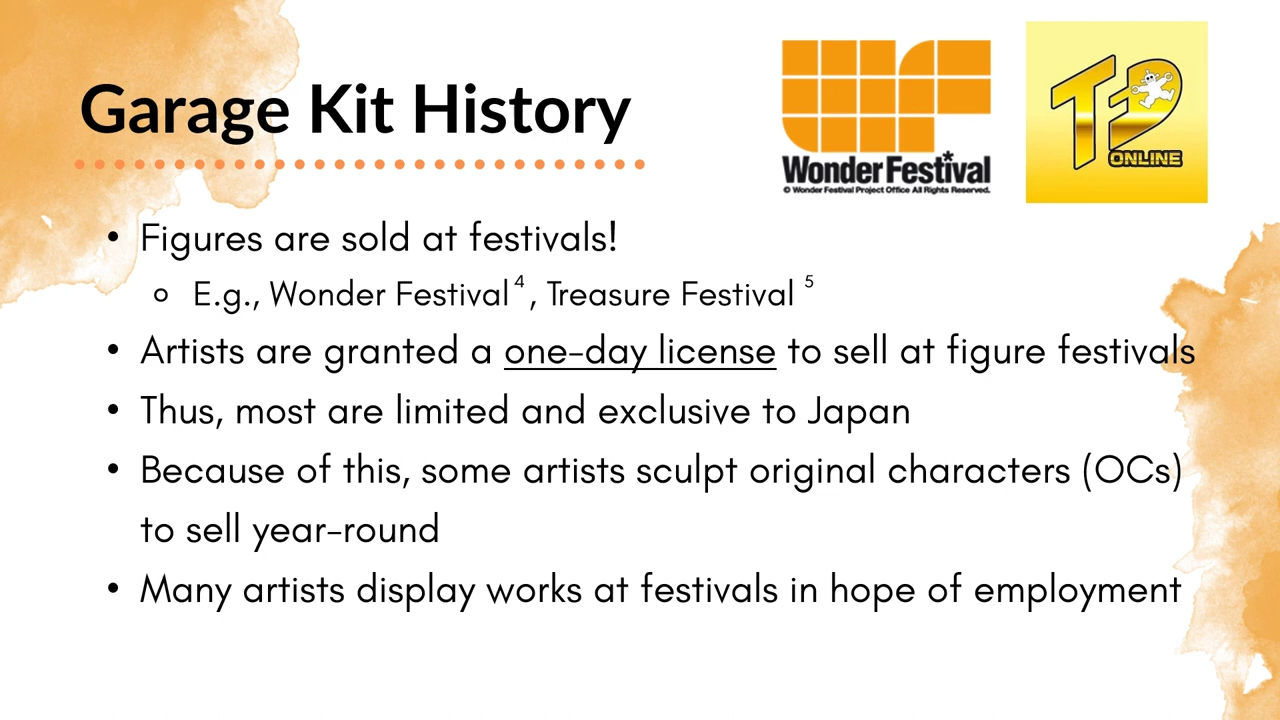 Garage Kit History
Wonder Festival
© Wonder Festival Project Office All Rights Reserved.
ONLINE
• Figures are sold at festivals!
E.g., Wonder Festival 4, Treasure Festival 5
• Artists are granted a one-day license to sell at figure festivals
• Thus, most are limited and exclusive to Japan
• Because of this, some artists sculpt original characters (OCs)
to sell year-round
• Many artists display works at festivals in hope of employment